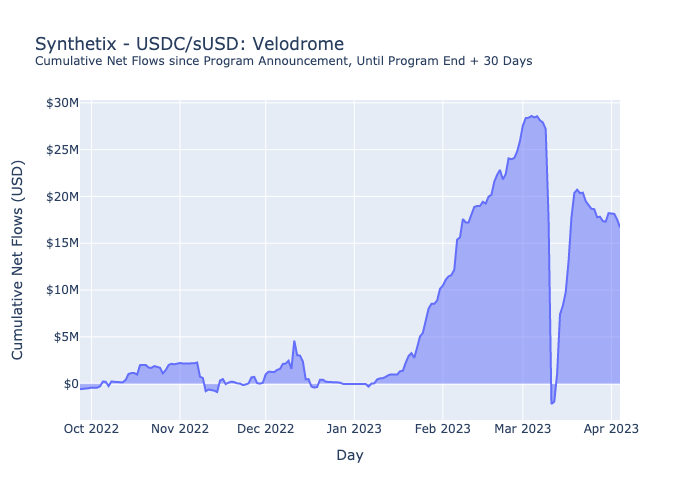 Synthetix - USDC/sUSD: Velodrome
Cumulative Net Flows since Program Announcement, Until Program End + 30 Days
Cumulative Net Flows (USD)
$30M
$25M
$20M
$15M
$10M
$5M
$0
Oct 2022 Nov 2022 Dec 2022 Jan 2023 Feb 2023 Mar 2023 Apr 2023
Day